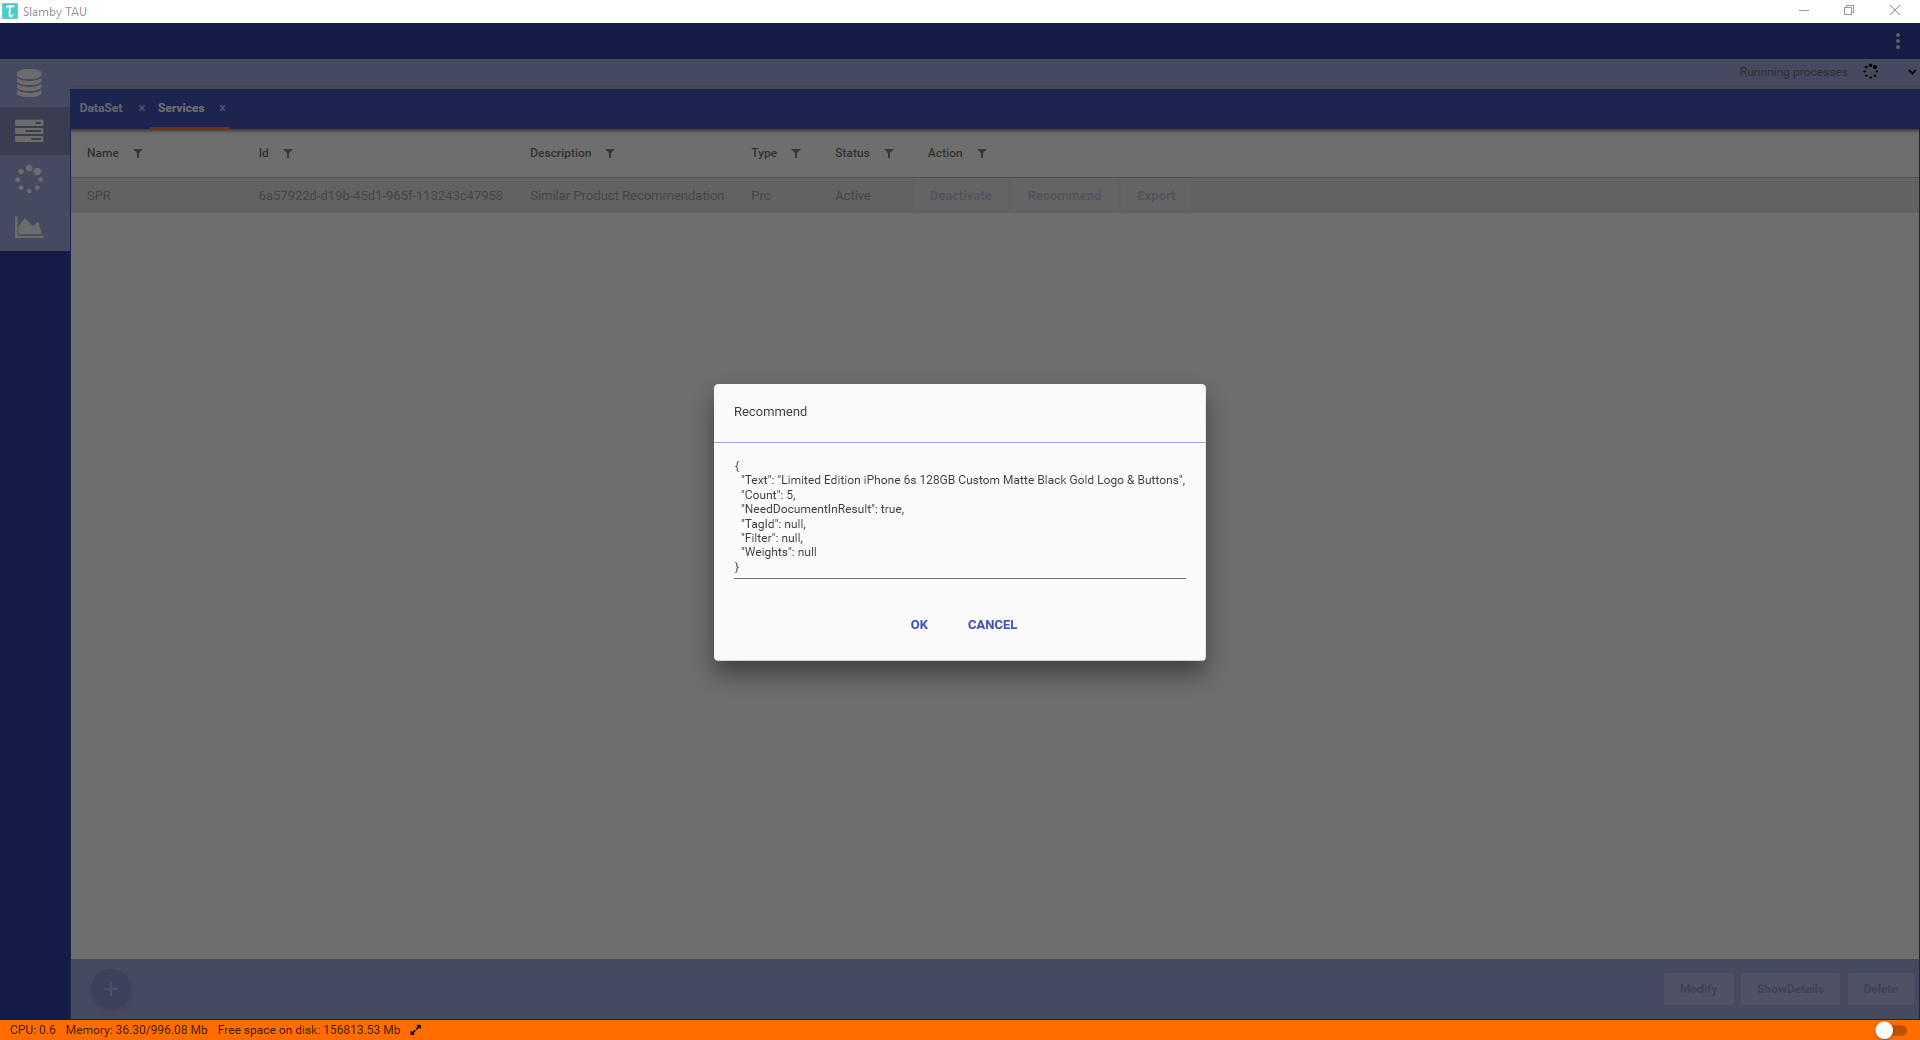 Slamby TAU
Runnning processes
DataSet × Services ×
Name Id Description Type Status Action
SPR 6a57922d-d19b-45d1-965f-113243c47958 Similar Product Recommendation Prc Active Deactivate Recommend Export
Recommend
{
"Text": "Limited Edition iPhone 6s 128GB Custom Matte Black Gold Logo & Buttons",
"Count": 5,
"NeedDocumentInResult": true,
"TagId": null,
"Filter": null,
"Weights": null
}
OK CANCEL
Modify ShowDetails Delete
CPU: 0.6 Memory: 36.30/996.08 Mb Free space on disk: 156813.53 Mb